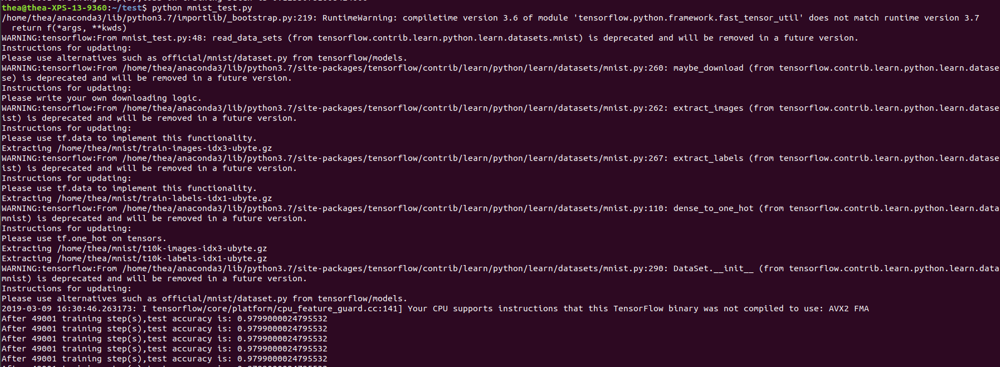 thea@thea-XPS-13-9360:~/test$ python mnist_test.py
/home/thea/anaconda3/lib/python3.7/importlib/_bootstrap.py:219: RuntimeWarning: compiletime version 3.6 of module 'tensorflow.python.framework.fast_tensor_util' does not match runtime version 3.7
  return f(*args, **kwds)
WARNING:tensorflow:From mnist_test.py:48: read_data_sets (from tensorflow.contrib.learn.python.learn.datasets.mnist) is deprecated and will be removed in a future version.
Instructions for updating:
Please use alternatives such as official/mnist/dataset.py from tensorflow/models.
WARNING:tensorflow:From /home/thea/anaconda3/lib/python3.7/site-packages/tensorflow/contrib/learn/python/learn/datasets/mnist.py:260: maybe_download (from tensorflow.contrib.learn.python.learn.datase
se) is deprecated and will be removed in a future version.
Instructions for updating:
Please write your own downloading logic.
WARNING:tensorflow:From /home/thea/anaconda3/lib/python3.7/site-packages/tensorflow/contrib/learn/python/learn/datasets/mnist.py:262: extract_images (from tensorflow.contrib.learn.python.learn.datase
ist) is deprecated and will be removed in a future version.
Instructions for updating:
Please use tf.data to implement this functionality.
Extracting /home/thea/mnist/train-images-idx3-ubyte.gz
WARNING:tensorflow:From /home/thea/anaconda3/lib/python3.7/site-packages/tensorflow/contrib/learn/python/learn/datasets/mnist.py:267: extract_labels (from tensorflow.contrib.learn.python.learn.datase
ist) is deprecated and will be removed in a future version.
Instructions for updating:
Please use tf.data to implement this functionality.
Extracting /home/thea/mnist/train-labels-idx1-ubyte.gz
WARNING:tensorflow:From /home/thea/anaconda3/lib/python3.7/site-packages/tensorflow/contrib/learn/python/learn/datasets/mnist.py:110: dense_to_one_hot (from tensorflow.contrib.learn.python.learn.data
mnist) is deprecated and will be removed in a future version.
Instructions for updating:
Please use tf.one_hot on tensors.
Extracting /home/thea/mnist/t10k-images-idx3-ubyte.gz
Extracting /home/thea/mnist/t10k-labels-idx1-ubyte.gz
WARNING:tensorflow:From /home/thea/anaconda3/lib/python3.7/site-packages/tensorflow/contrib/learn/python/learn/datasets/mnist.py:290: DataSet.__init__ (from tensorflow.contrib.learn.python.learn.data
mnist) is deprecated and will be removed in a future version.
Instructions for updating:
Please use alternatives such as official/mnist/dataset.py from tensorflow/models.
2019-03-09 16:30:46.263173: I tensorflow/core/platform/cpu_feature_guard.cc:141] Your CPU supports instructions that this TensorFlow binary was not compiled to use: AVX2 FMA
After 49001 training step(s),test accuracy is: 0.9799000024795532
After 49001 training step(s),test accuracy is: 0.9799000024795532
After 49001 training step(s),test accuracy is: 0.9799000024795532
After 49001 training step(s),test accuracy is: 0.9799000024795532
After 49001 training step(s),test accuracy is: 0.9799000024795532